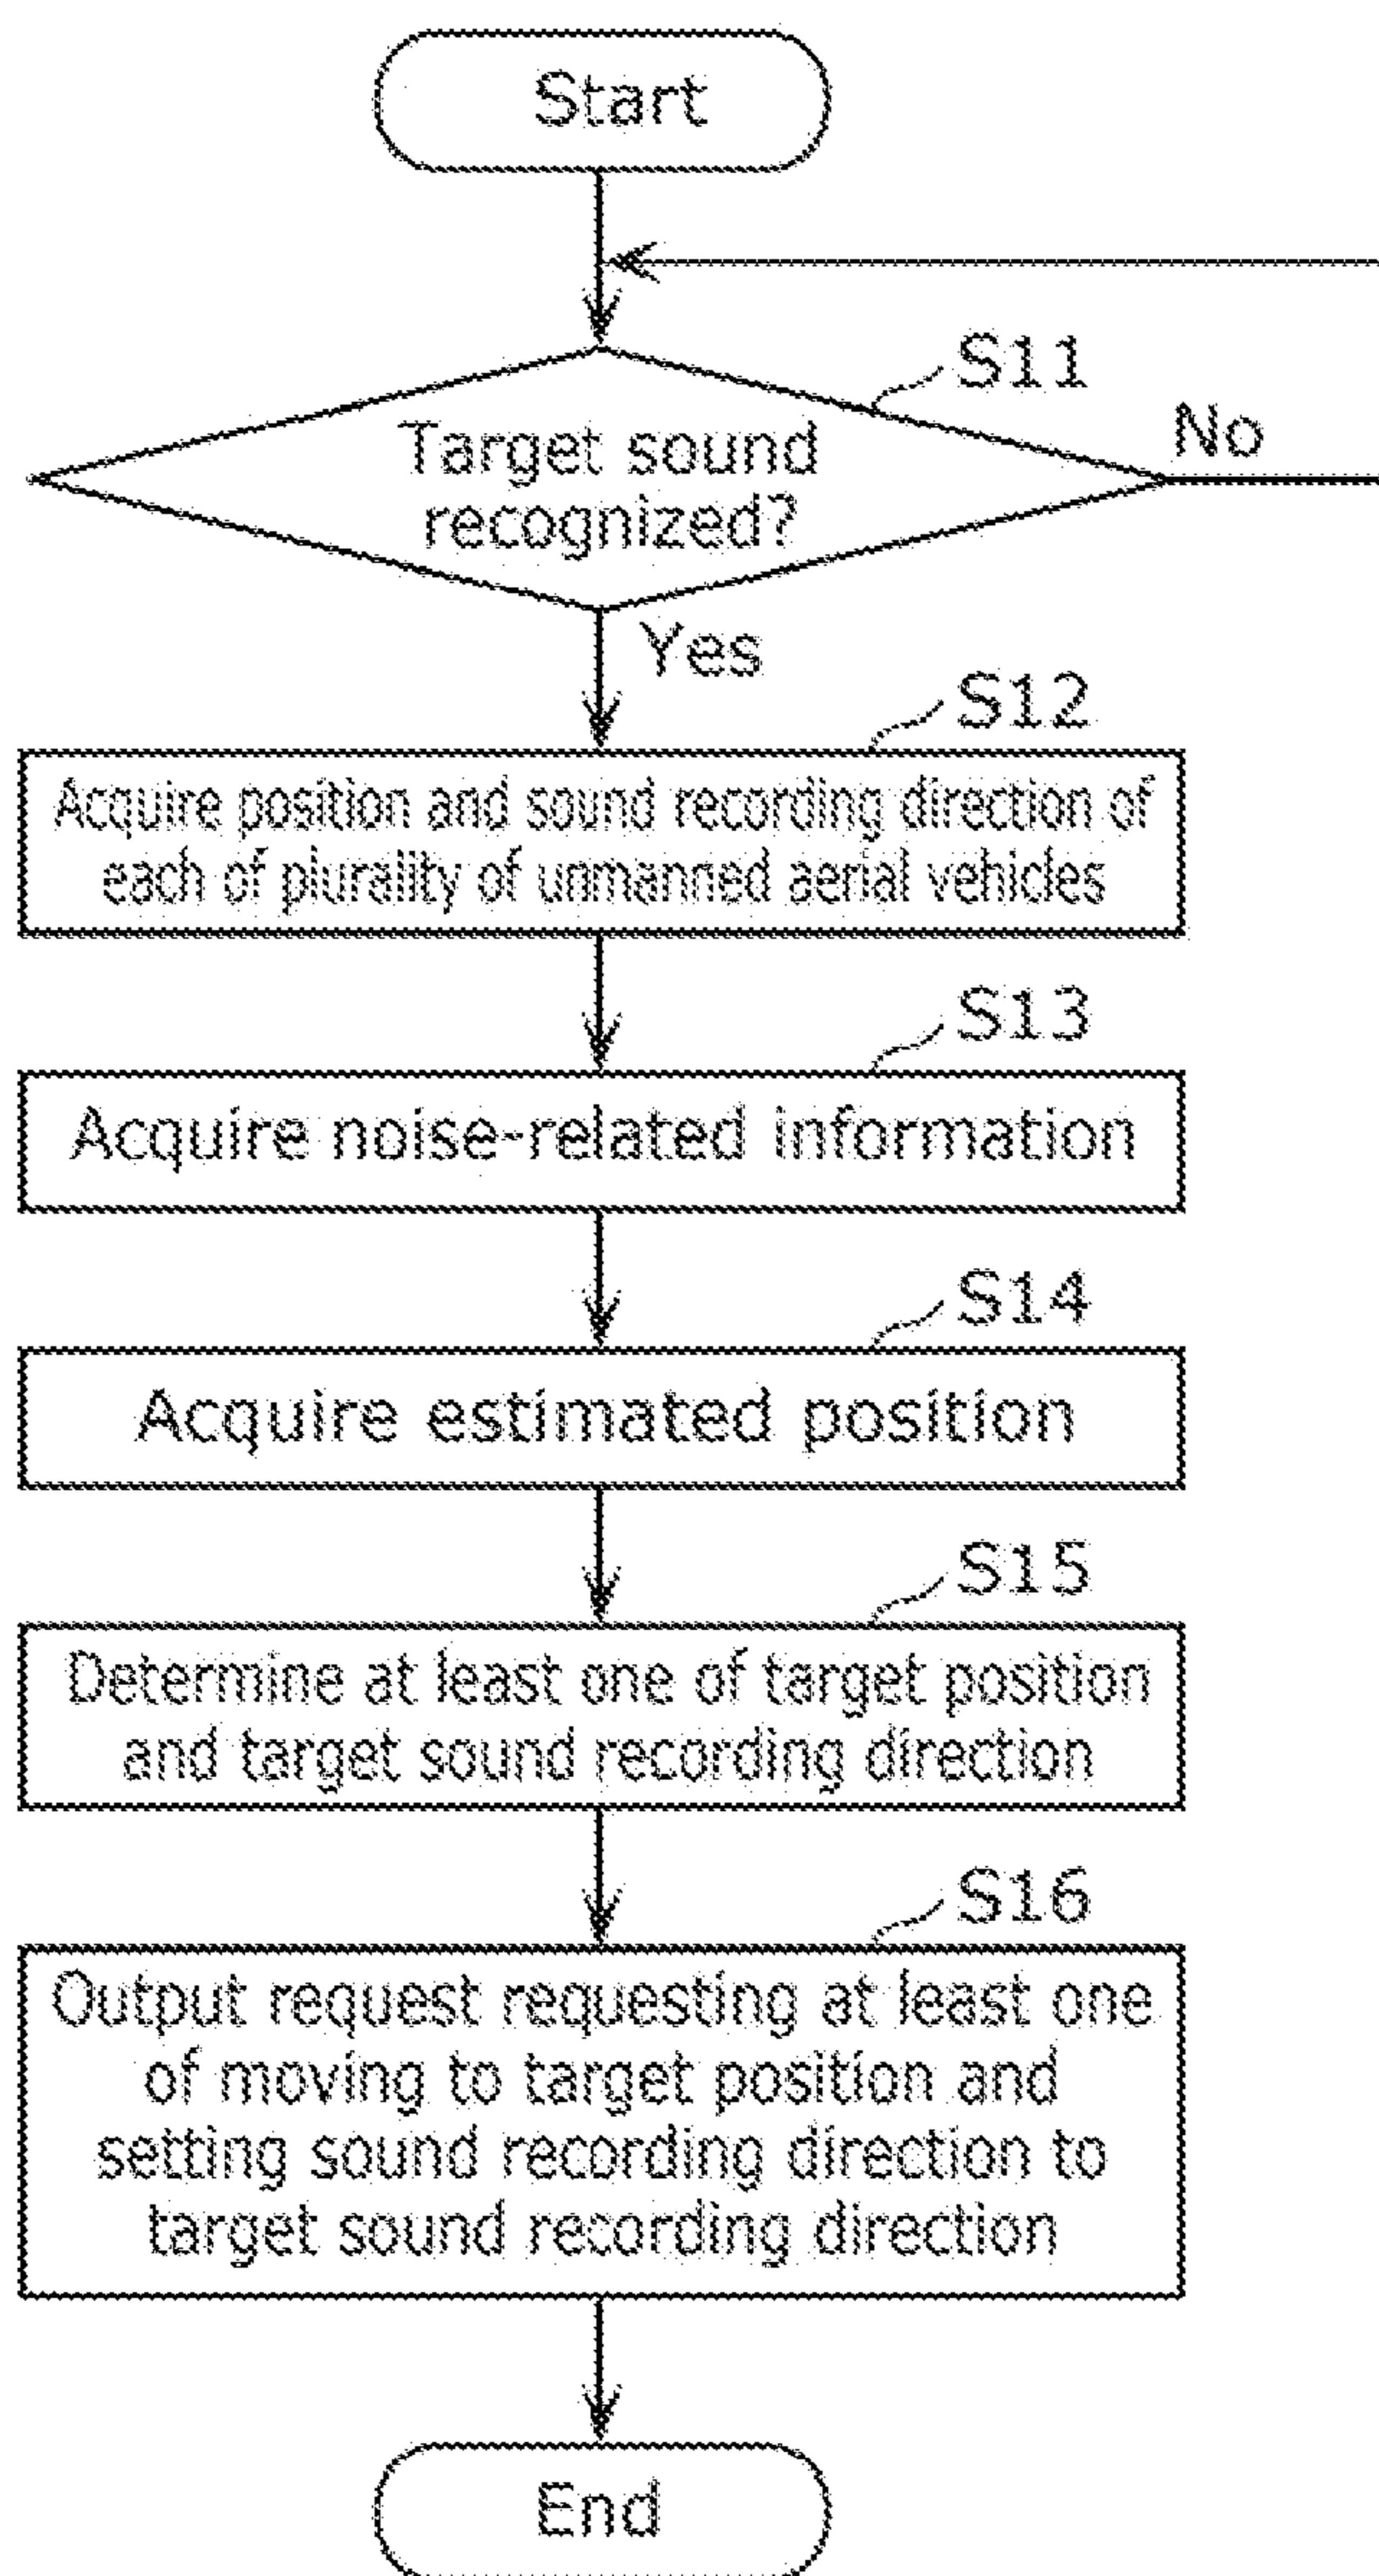 Start
S11
Target sound
recognized?
No
Yes
S12
Acquire position and sound recording direction of
each of plurality of unmanned aerial vehicles
S13
Acquire noise-related information
S14
Acquire estimated position
S15
Determine at least one of target position
and target sound recording direction
S16
Output request requesting at least one
of moving to target position and
setting sound recording direction to
target sound recording direction
End